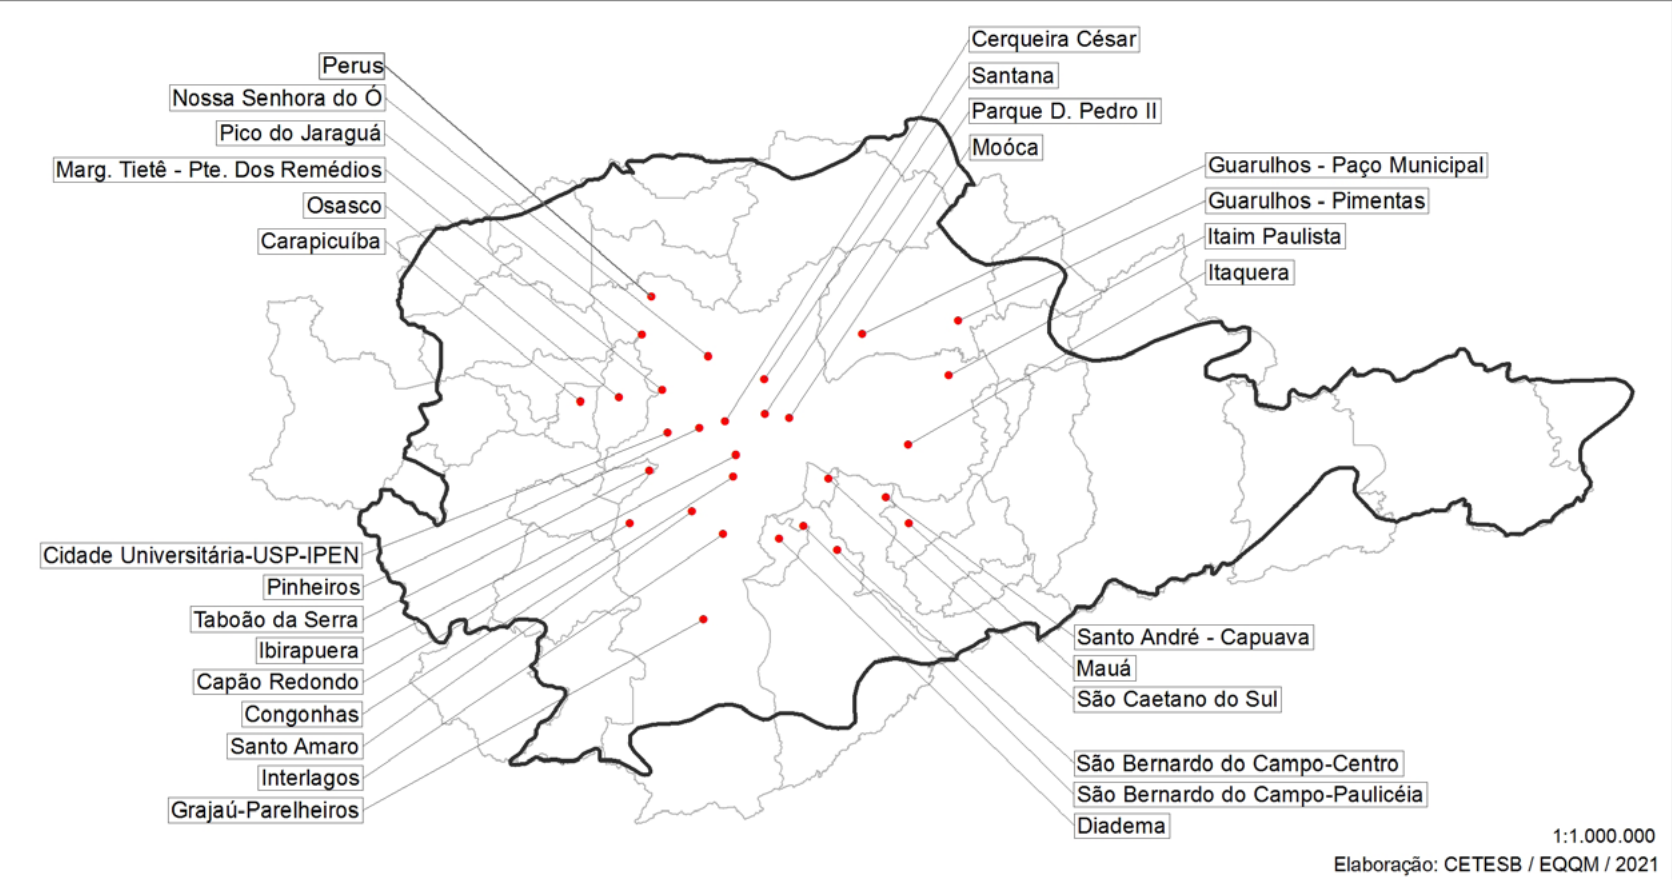 Perus
Nossa Senhora do Ó
Pico do Jaraguá
Marg. Tietê - Pte. Dos Remédios
Osasco
Carapicuíba
Cerqueira César
Santana
Parque D. Pedro II
Moóca
Guarulhos - Paço Municipal
Guarulhos - Pimentas
Itaim Paulista
Itaquera
Cidade Universitária-USP-IPEN
Pinheiros
Taboão da Serra
Ibirapuera
Capão Redondo
Congonhas
Santo Amaro
Interlagos
Grajaú-Parelheiros
Santo André - Capuava
Mauá
São Caetano do Sul
São Bernardo do Campo-Centro
São Bernardo do Campo-Paulicéia
Diadema
1:1.000.000
Elaboração: CETESB / EQQM / 2021